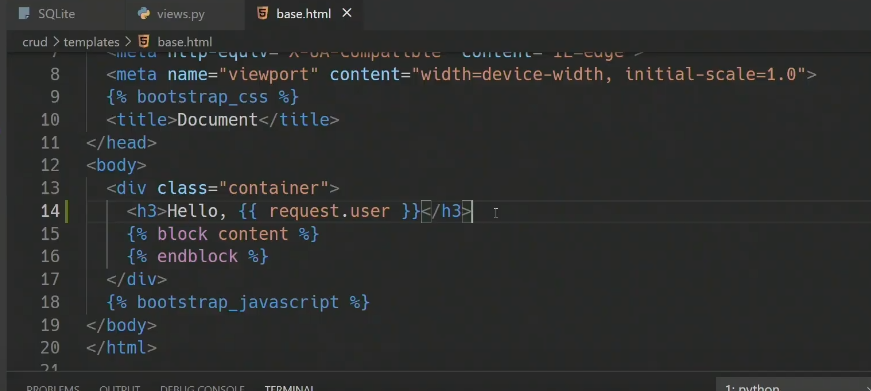 SQLite views.py base.html
crud > templates > base.html
7 <meta http-equiv="X-UA-Compatible" content="IE=edge">
8 <meta name="viewport" content="width=device-width, initial-scale=1.0">
9 {% bootstrap_css %}
10 <title>Document</title>
11 </head>
12 <body>
13 <div class="container">
14 <h3>Hello, {{ request.user }}</h3>
15 {% block content %}
16 {% endblock %}
17 </div>
18 {% bootstrap_javascript %}
19 </body>
20 </html>
21
PROBLEMS OUTPUT DEBUG CONSOLE TERMINAL 1: python